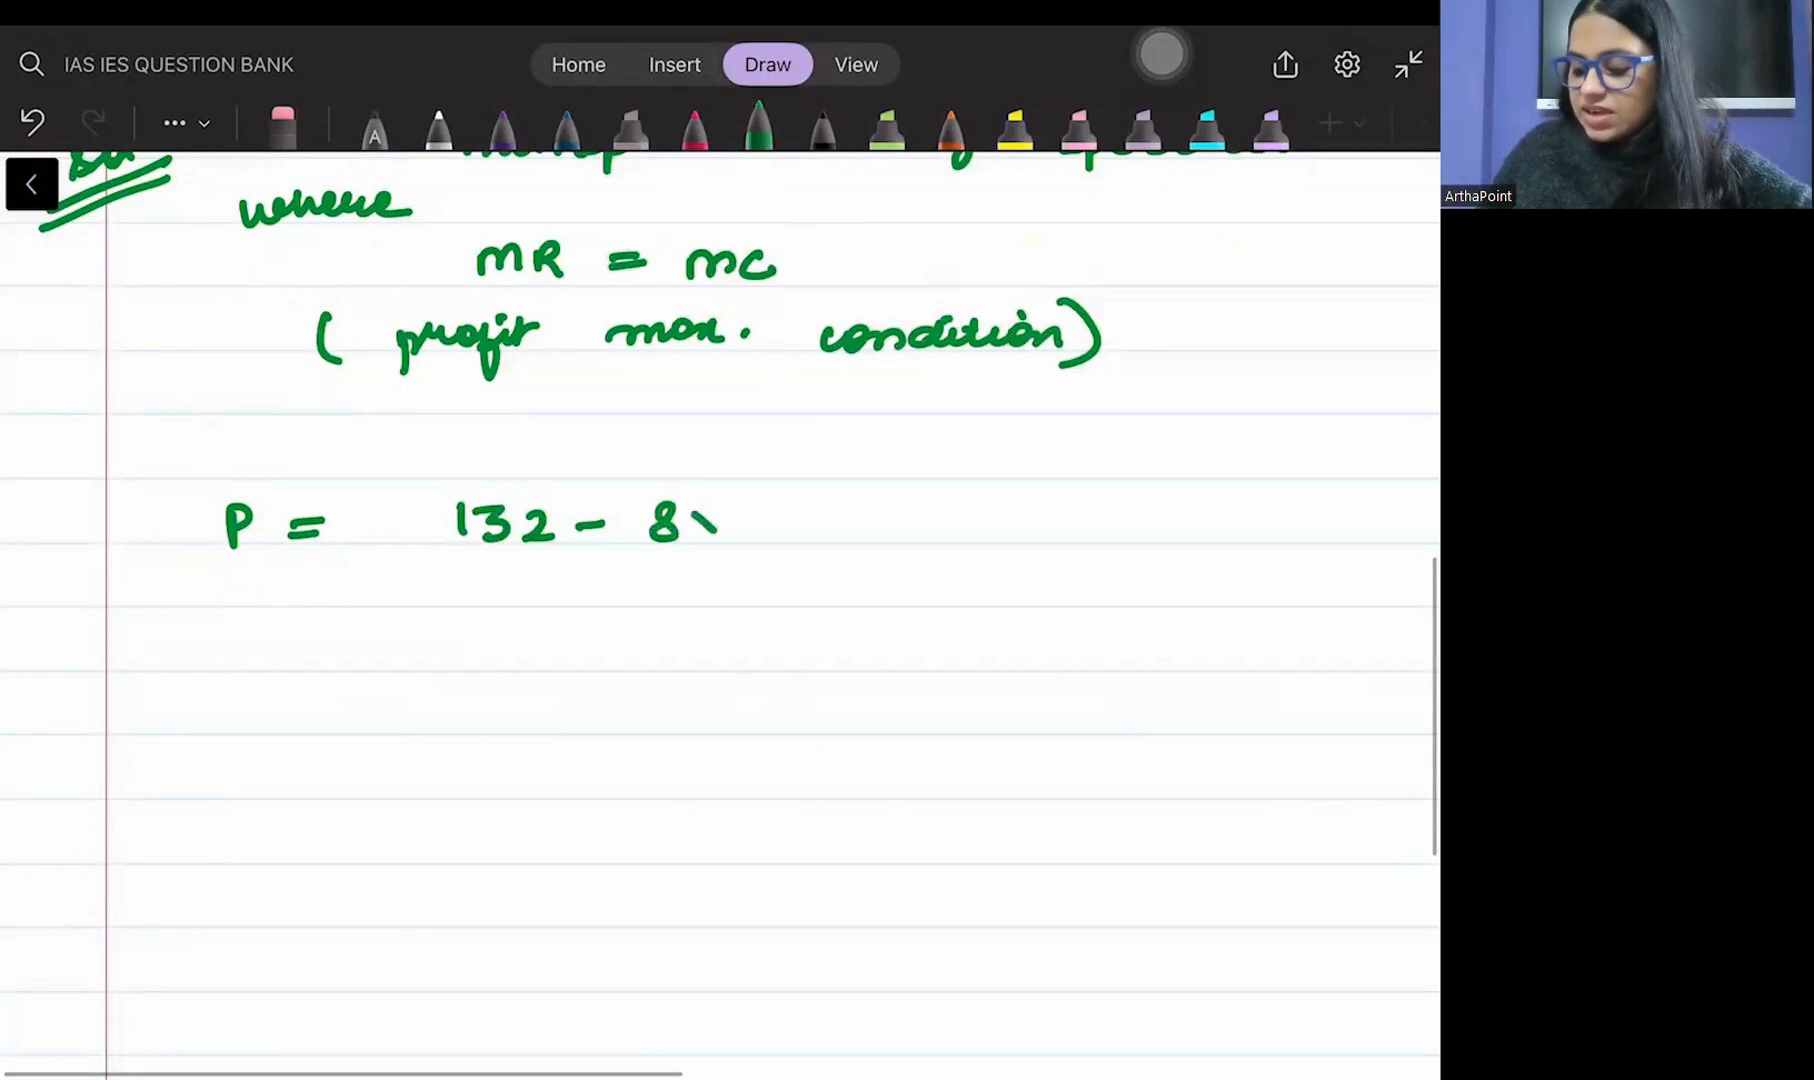 IAS IES QUESTION BANK
Home Insert Draw View
A
ArthaPoint
where
MR = MC
( profit max. condition)
P = 132 - 8